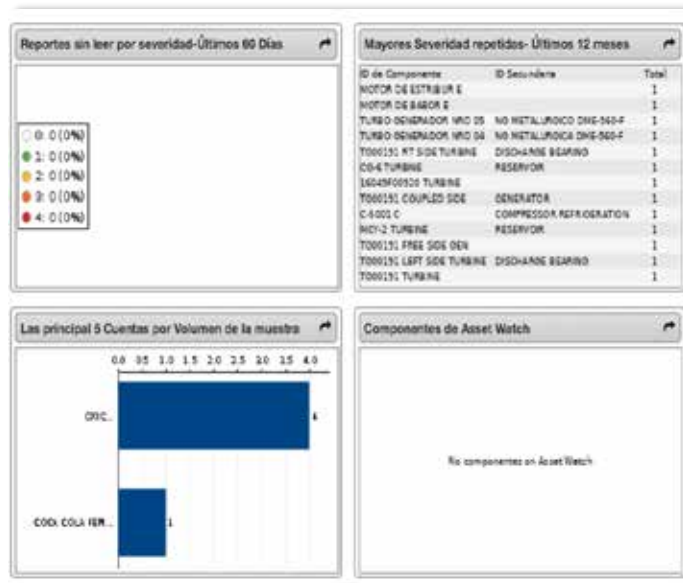 Reportes sin leer por severidad-Últimos 60 Días
0: 0 (0%)
1: 0 (0%)
2: 0 (0%)
3: 0 (0%)
4: 0 (0%)
Mayores Severidad repetidos- Últimos 12 meses
ID de Componente ID Secundaria Total
MOTOR DE ESTRIBUR E 1
MOTOR DE BABOR E 1
TURBO GENERADOR NRO 05 NO METALURGICO DME-560-F 1
TURBO GENERADOR NRO 04 NO METALURGICA DME-560-F 1
T000151 RT SIDE TURBINE DISCHARGE BEARING 1
CO-6 TURBINE RESERVOIR 1
TURBINE 1
T000151 COUPLED SIDE GENERATOR 1
C-5001 C COMPRESSOR REFRIGERATION 1
MCY-2 TURBINE RESERVOIR 1
T000151 FREE SIDE GEN 1
T000151 LEFT SIDE TURBINE DISCHARGE BEARING 1
T000151 TURBINE 1
Las principal 5 Cuentas por Volumen de la muestra
0.0 0.5 1.0 1.5 2.0 2.5 3.0 3.5 4.0
4
COCA COLA FEM... 1
Componentes de Asset Watch
No componentes en Asset Watch